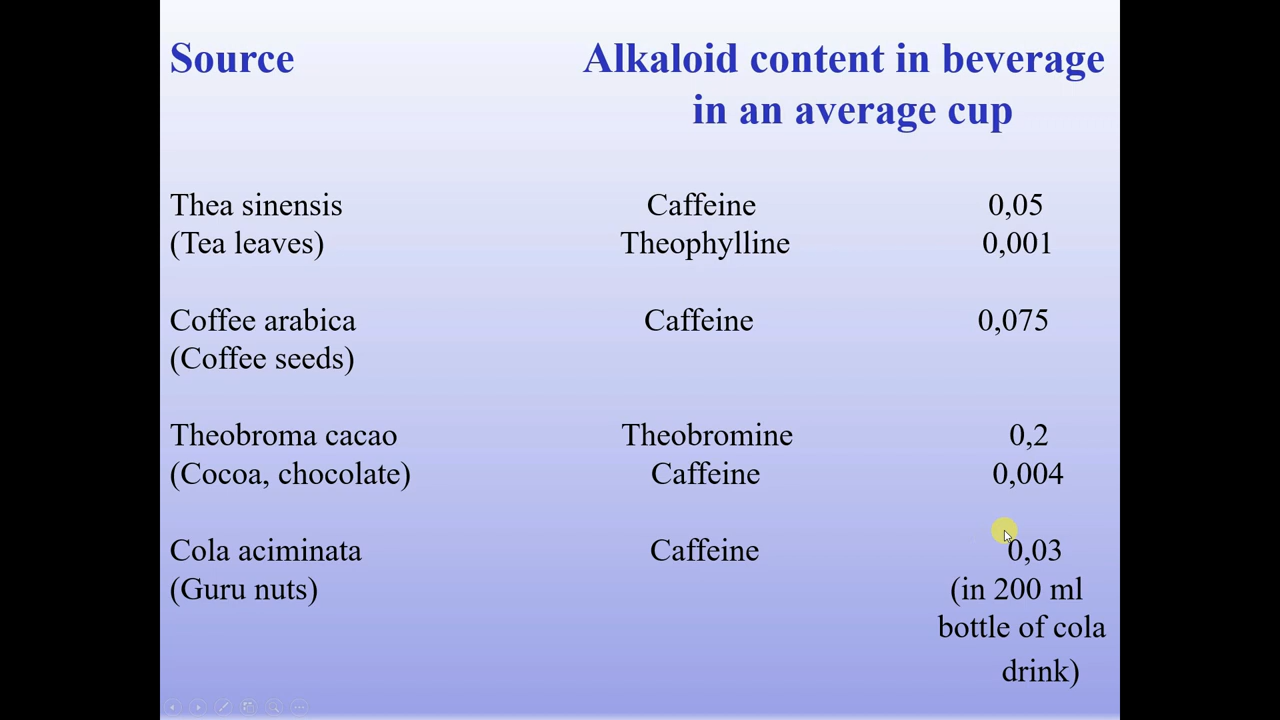 Source Alkaloid content in beverage
in an average cup
Thea sinensis Caffeine 0,05
(Tea leaves) Theophylline 0,001
Coffee arabica Caffeine 0,075
(Coffee seeds)
Theobroma cacao Theobromine 0,2
(Cocoa, chocolate) Caffeine 0,004
Cola aciminata Caffeine 0,03
(Guru nuts) (in 200 ml
bottle of cola
drink)